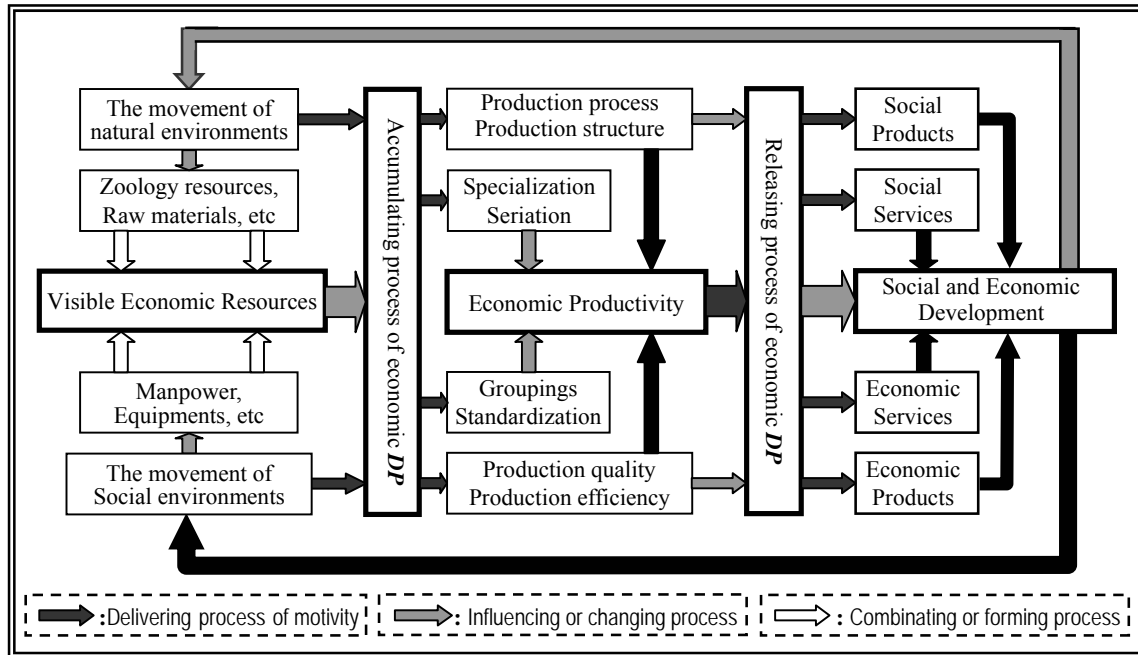 The movement of
natural environments
Zoology resources,
Raw materials, etc
Visible Economic Resources
Manpower,
Equipments, etc
The movement of
Social environments
Accumulating process of economic DP
Production process
Production structure
Specialization
Seriation
Economic Productivity
Groupings
Standardization
Production quality
Production efficiency
Releasing process of economic DP
Social
Products
Social
Services
Social and Economic
Development
Economic
Services
Economic
Products
: Delivering process of motivity
: Influencing or changing process
: Combinating or forming process